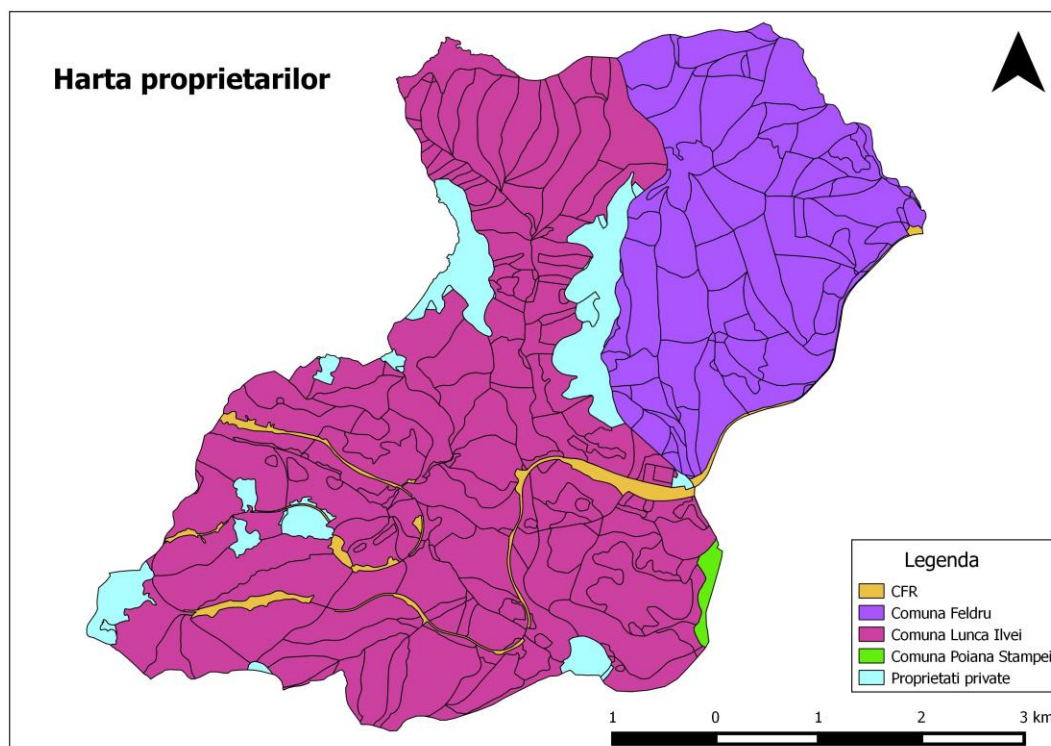 Harta proprietarilor
Legenda
CFR
Comuna Feldru
Comuna Lunca Ilvei
Comuna Poiana Stampei
Proprietati private
1 0 1 2 3 km